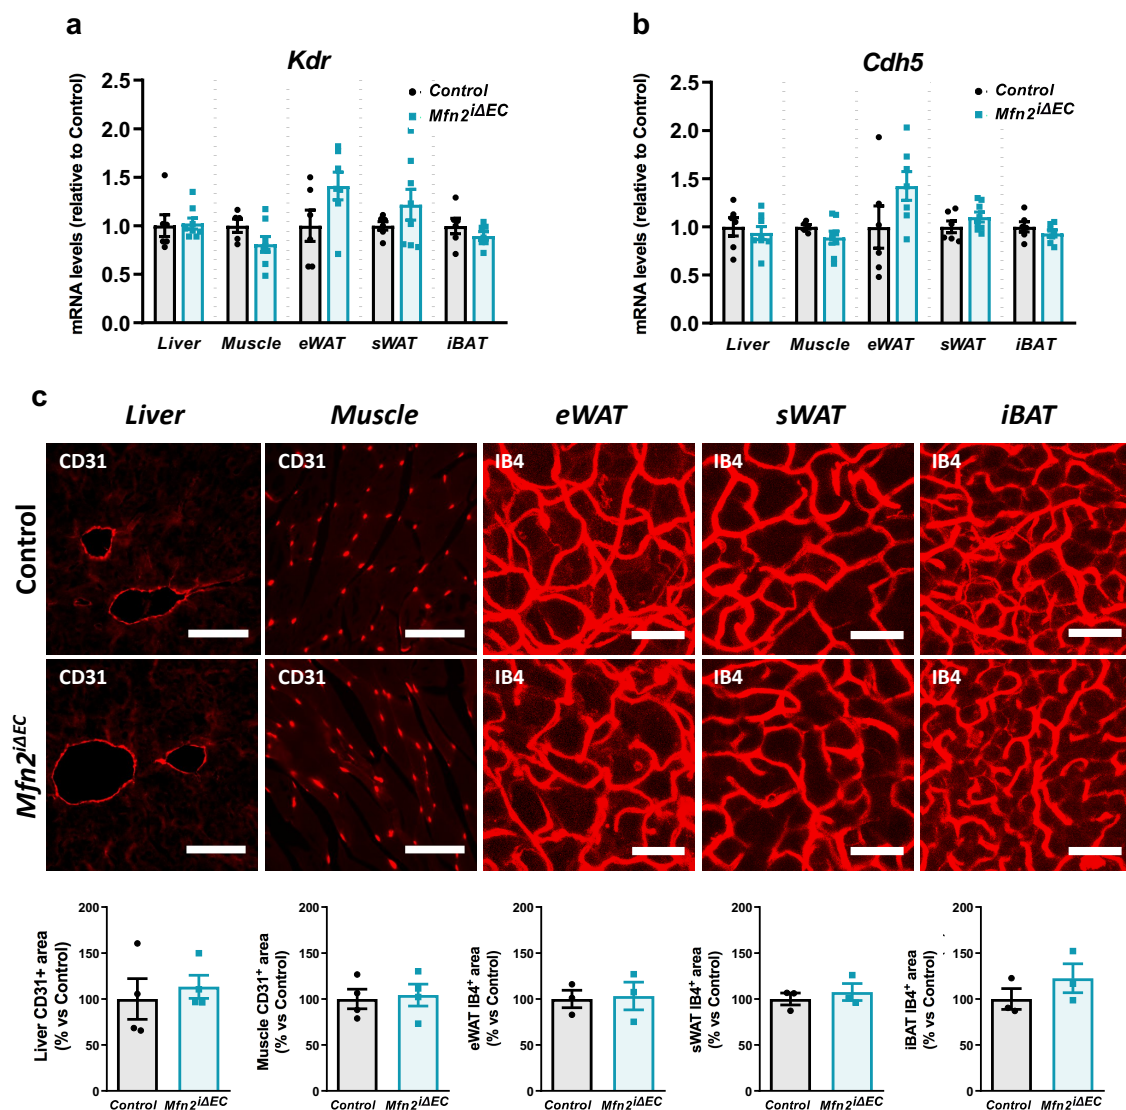 a
Kdr
mRNA levels (relative to Control)
2.5
2.0
1.5
1.0
0.5
0.0
Control
Mfn2iΔEC
Liver Muscle eWAT sWAT iBAT
b
Cdh5
mRNA levels (relative to Control)
2.5
2.0
1.5
1.0
0.5
0.0
Control
Mfn2iΔEC
Liver Muscle eWAT sWAT iBAT
c
Liver Muscle eWAT sWAT iBAT
Control
CD31 CD31 IB4 IB4 IB4
Mfn2iΔEC
CD31 CD31 IB4 IB4 IB4
Liver CD31+ area
(% vs Control)
200
150
100
50
0
Control Mfn2iΔEC
Muscle CD31+ area
(% vs Control)
200
150
100
50
0
Control Mfn2iΔEC
eWAT IB4+ area
(% vs Control)
200
150
100
50
0
Control Mfn2iΔEC
sWAT IB4+ area
(% vs Control)
200
150
100
50
0
Control Mfn2iΔEC
iBAT IB4+ area
(% vs Control)
200
150
100
50
0
Control Mfn2iΔEC